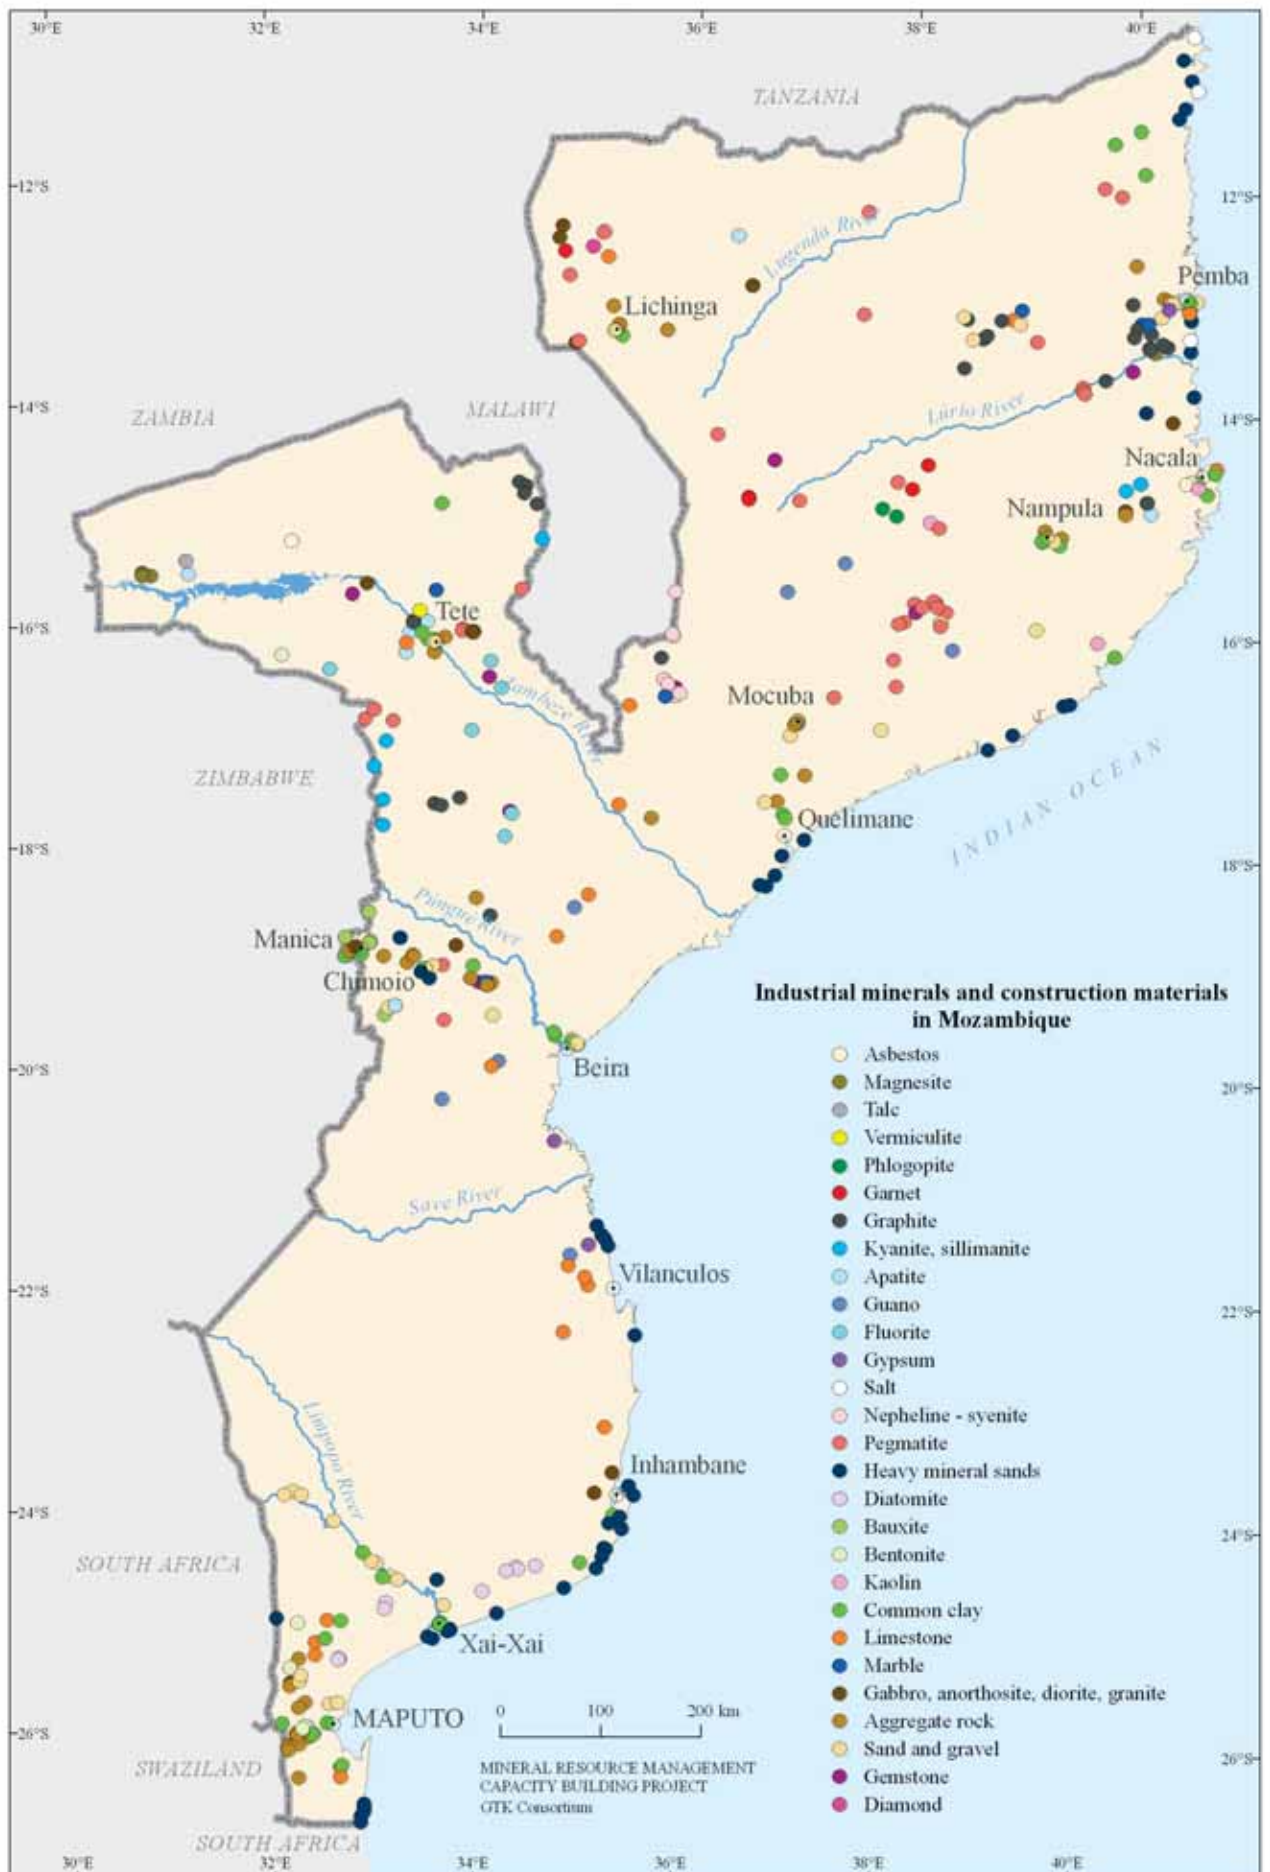 30°E 32°E 34°E 36°E 38°E 40°E
TANZANIA
12°S 12°S
Lugenda River
Pemba
Lichinga
MALAWI
ZAMBIA
14°S 14°S
Lúrio River
Nacala
Nampula
Tete
16°S 16°S
Zambeze River
Mocuba
ZIMBABWE
INDIAN OCEAN
Quelimane
18°S 18°S
Púngue River
Manica
Chimoio
Industrial minerals and construction materials
in Mozambique
Asbestos
Magnesite
Talc
Vermiculite
Phlogopite
Garnet
Graphite
Kyanite, sillimanite
Apatite
Guano
Fluorite
Gypsum
Salt
Nepheline - syenite
Pegmatite
Heavy mineral sands
Diatomite
Bauxite
Bentonite
Kaolin
Common clay
Limestone
Marble
Gabbro, anorthosite, diorite, granite
Aggregate rock
Sand and gravel
Gemstone
Diamond
Beira
20°S 20°S
Save River
Vilanculos
22°S 22°S
Limpopo River
Inhambane
24°S 24°S
SOUTH AFRICA
Xai-Xai
MAPUTO
0 100 200 km
26°S 26°S
SWAZILAND
MINERAL RESOURCE MANAGEMENT
CAPACITY BUILDING PROJECT
GTK Consortium
SOUTH AFRICA
30°E 32°E 34°E 36°E 38°E 40°E